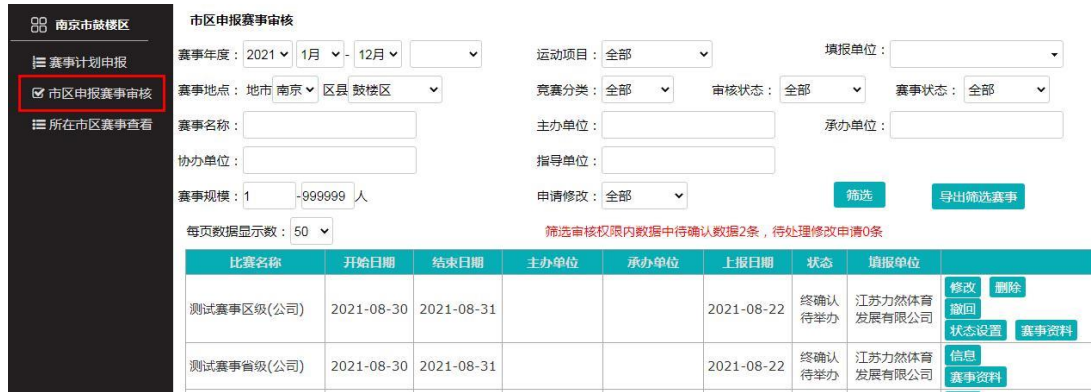 南京市鼓楼区
赛事计划申报
市区申报赛事审核
所在市区赛事查看
市区申报赛事审核
赛事年度：2021 1月 - 12月 运动项目：全部 填报单位：
赛事地点：地市 南京 区县 鼓楼区 竞赛分类：全部 审核状态：全部 赛事状态：全部
赛事名称： 主办单位： 承办单位：
协办单位： 指导单位：
赛事规模：1 -999999 人 申请修改：全部 筛选 导出筛选赛事
每页数据显示数：50 筛选审核权限内数据中待确认数据2条，待处理修改申请0条
比赛名称 开始日期 结束日期 主办单位 承办单位 上报日期 状态 填报单位
测试赛事区级(公司) 2021-08-30 2021-08-31 2021-08-22 终确认 待举办 江苏力然体育发展有限公司 修改 删除
撤回
状态设置 赛事资料
测试赛事省级(公司) 2021-08-30 2021-08-31 2021-08-22 终确认 待举办 江苏力然体育发展有限公司 信息
赛事资料